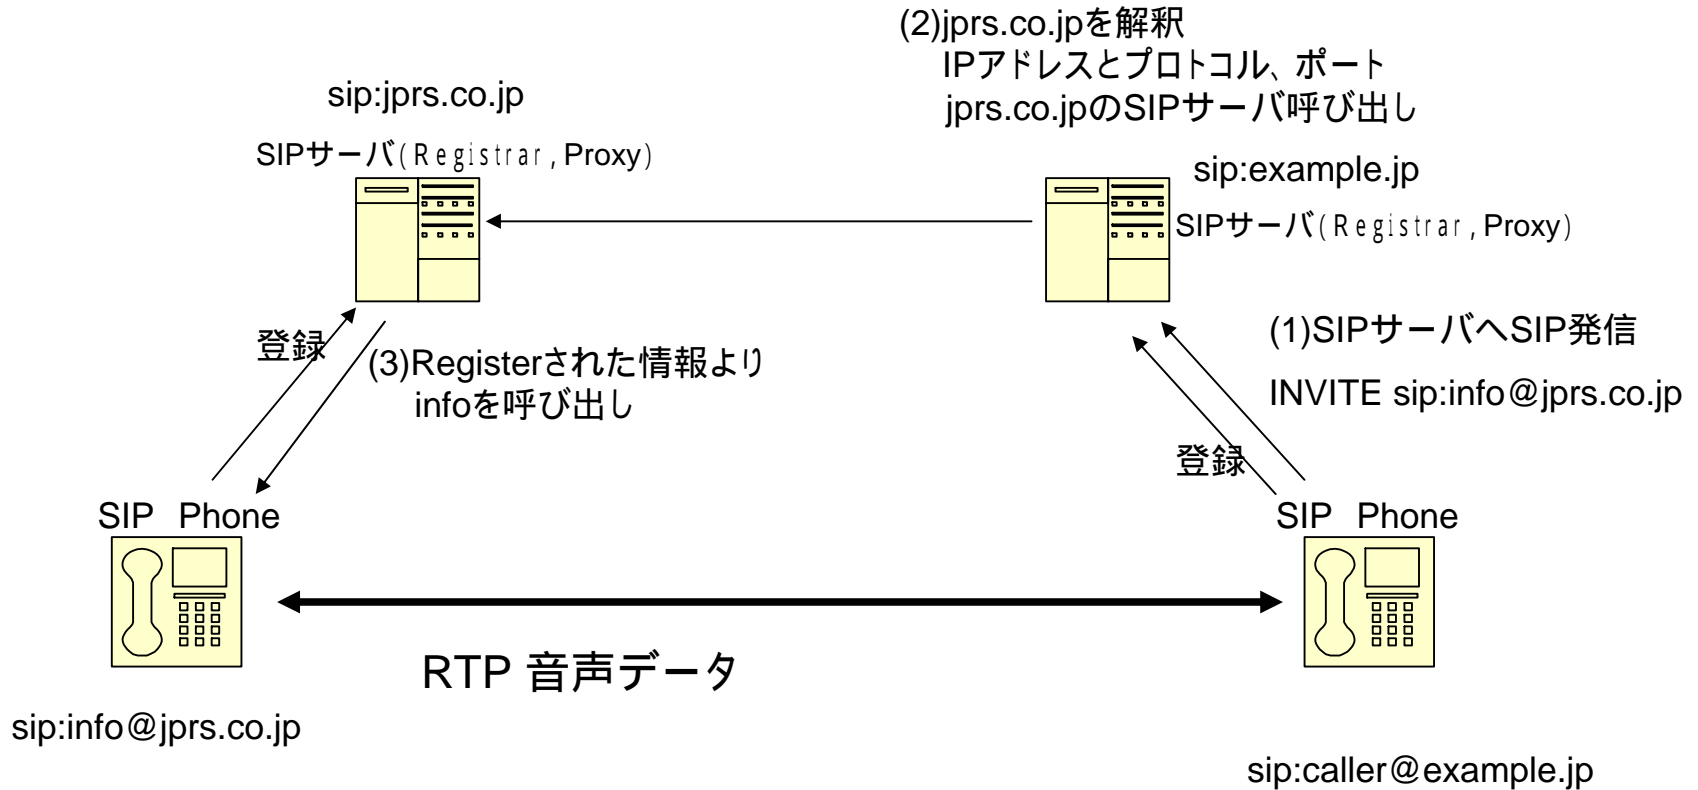 (2)jprs.co.jpを解釈
IPアドレスとプロトコル、ポート
jprs.co.jpのSIPサーバ呼び出し
sip:jprs.co.jp
SIPサーバ(Registrar,Proxy)
sip:example.jp
SIPサーバ(Registrar,Proxy)
登録
(3)Registerされた情報より
infoを呼び出し
(1)SIPサーバへSIP発信
INVITE sip:info@jprs.co.jp
登録
SIP Phone
SIP Phone
RTP 音声データ
sip:info@jprs.co.jp
sip:caller@example.jp